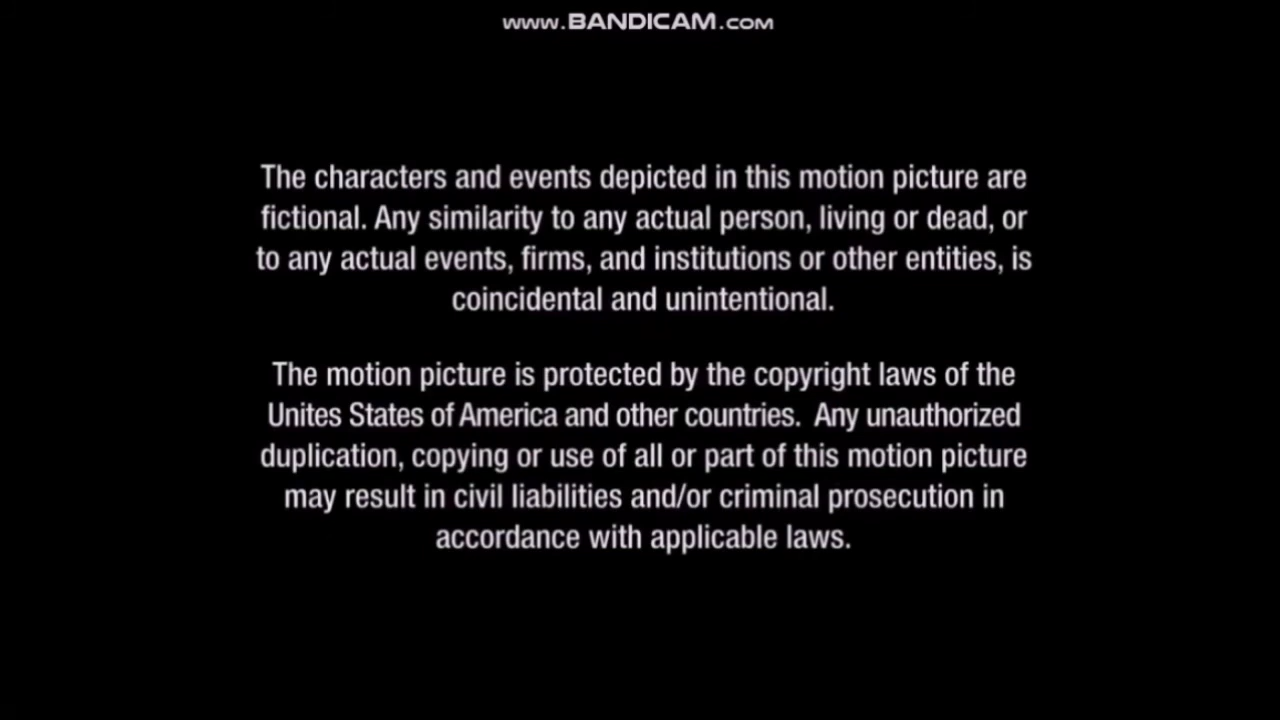 www.BANDICAM.com
The characters and events depicted in this motion picture are
fictional. Any similarity to any actual person, living or dead, or
to any actual events, firms, and institutions or other entities, is
coincidental and unintentional.
The motion picture is protected by the copyright laws of the
Unites States of America and other countries.  Any unauthorized
duplication, copying or use of all or part of this motion picture
may result in civil liabilities and/or criminal prosecution in
accordance with applicable laws.